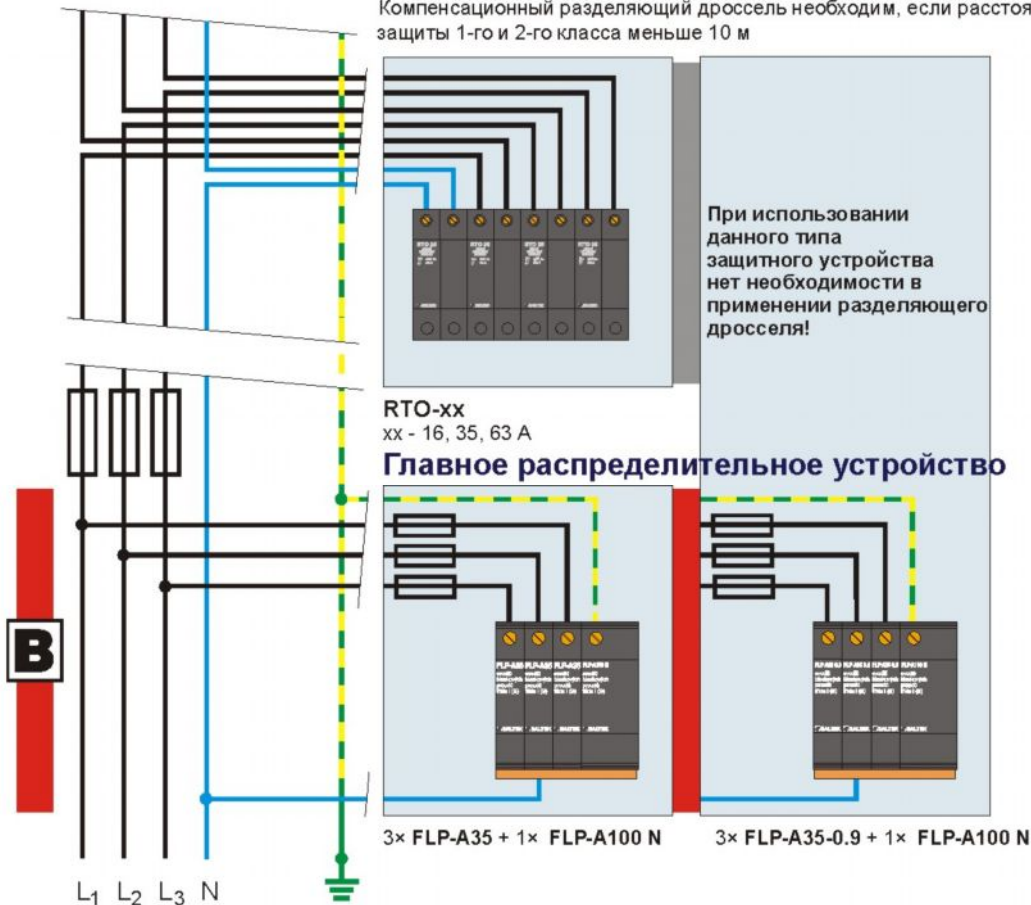 Компенсационный разделяющий дроссель необходим, если расстоя
защиты 1-го и 2-го класса меньше 10 м
При использовании
данного типа
защитного устройства
нет необходимости в
применении разделяющего
дросселя!
RTO-xx
xx - 16, 35, 63 A
Главное распределительное устройство
B
3× FLP-A35 + 1× FLP-A100 N
3× FLP-A35-0.9 + 1× FLP-A100 N
L1 L2 L3 N